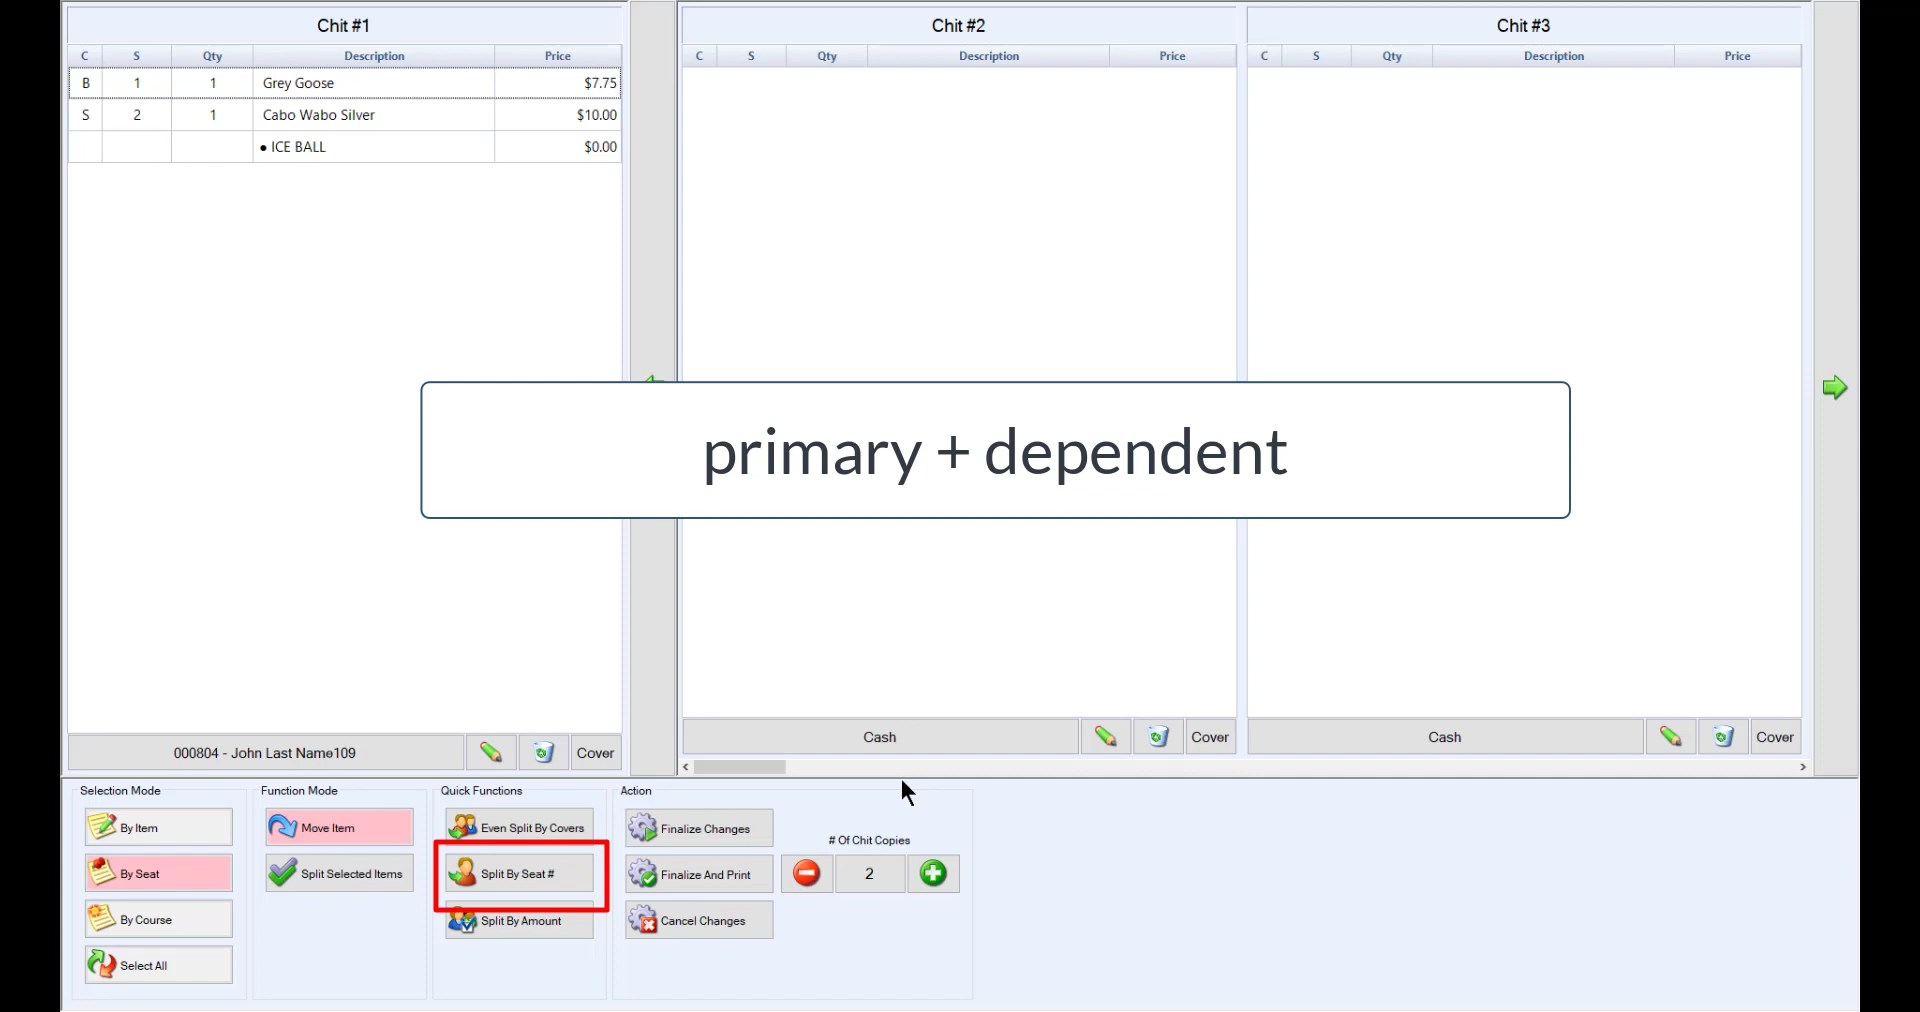 Chit #1
C S Qty Description Price
B 1 1 Grey Goose $7.75
S 2 1 Cabo Wabo Silver $10.00
● ICE BALL $0.00
000804 - John Last Name109 Cover
Chit #2
C S Qty Description Price
Cash Cover
Chit #3
C S Qty Description Price
Cash Cover
primary + dependent
Selection Mode
By Item
By Seat
By Course
Select All
Function Mode
Move Item
Split Selected Items
Quick Functions
Even Split By Covers
Split By Seat #
Split By Amount
Action
Finalize Changes
Finalize And Print
Cancel Changes
# Of Chit Copies
2